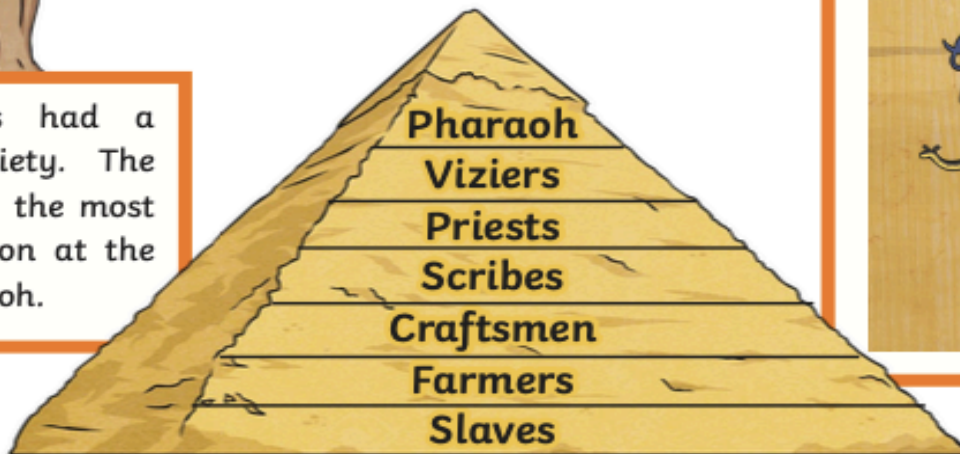 s had a
iety. The
the most
on at the
oh.
Pharaoh
Viziers
Priests
Scribes
Craftsmen
Farmers
Slaves